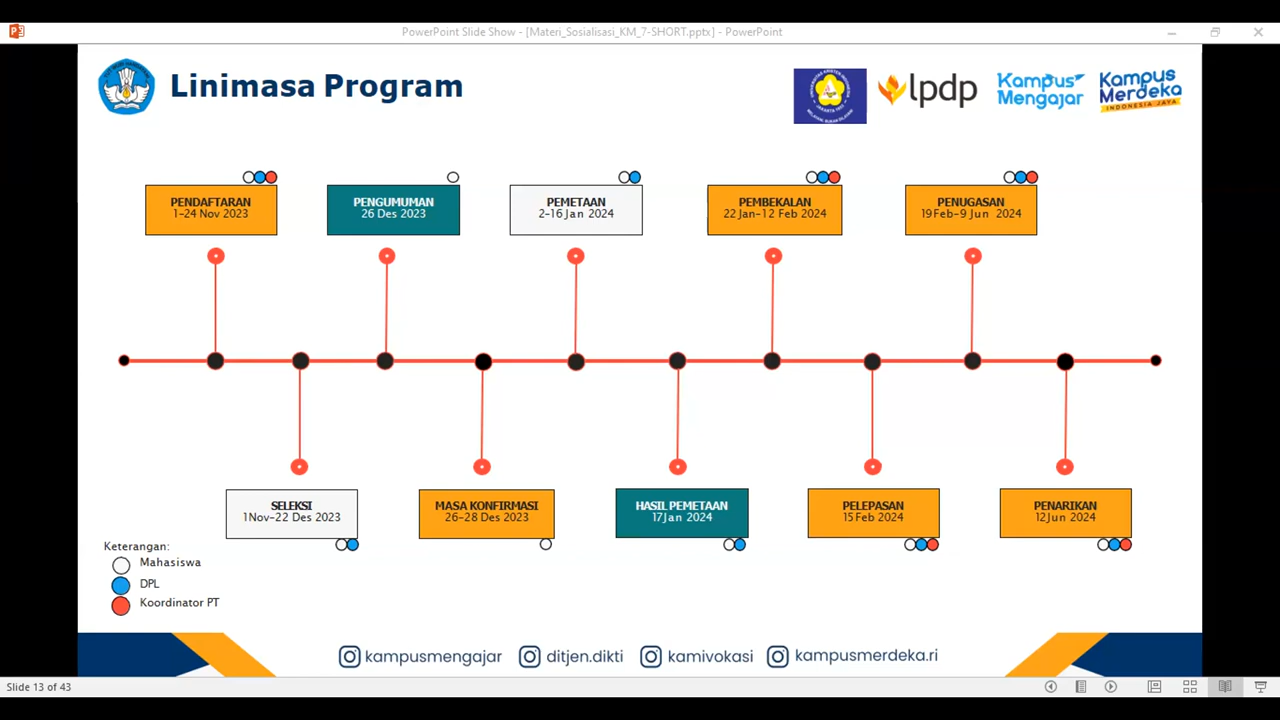 PowerPoint Slide Show - [Materi_Sosialisasi_KM_7-SHORT.pptx] - PowerPoint
Linimasa Program
lpdp
Kampus
Mengajar
Kampus
Merdeka
INDONESIA JAYA
PENDAFTARAN
1-24 Nov 2023
PENGUMUMAN
26 Des 2023
PEMETAAN
2-16 Jan 2024
PEMBEKALAN
22 Jan-12 Feb 2024
PENUGASAN
19 Feb-9 Jun 2024
SELEKSI
1Nov-22 Des 2023
MASA KONFIRMASI
26-28 Des 2023
HASIL PEMETAAN
17Jan 2024
PELEPASAN
15 Feb 2024
PENARIKAN
12 Jun 2024
Keterangan:
Mahasiswa
DPL
Koordinator PT
kampusmengajar
ditjen.dikti
kamivokasi
kampusmerdeka.ri
Slide 13 of 43